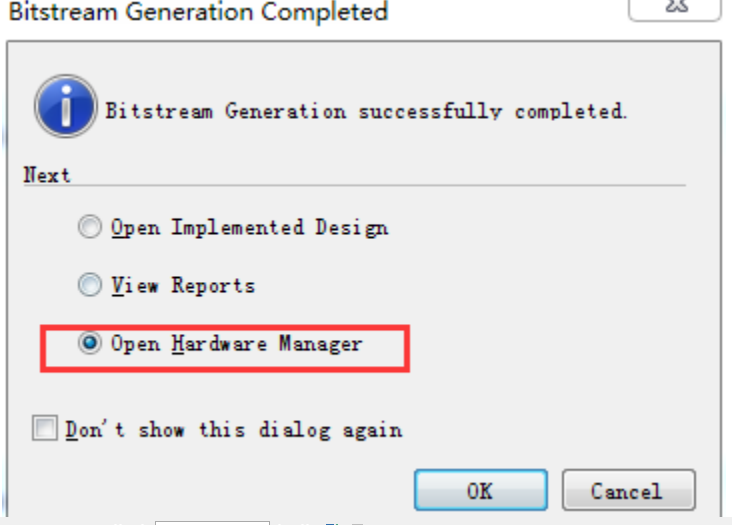 Bitstream Generation Completed
Bitstream Generation successfully completed.
Next
Open Implemented Design
View Reports
Open Hardware Manager
Don't show this dialog again
OK
Cancel